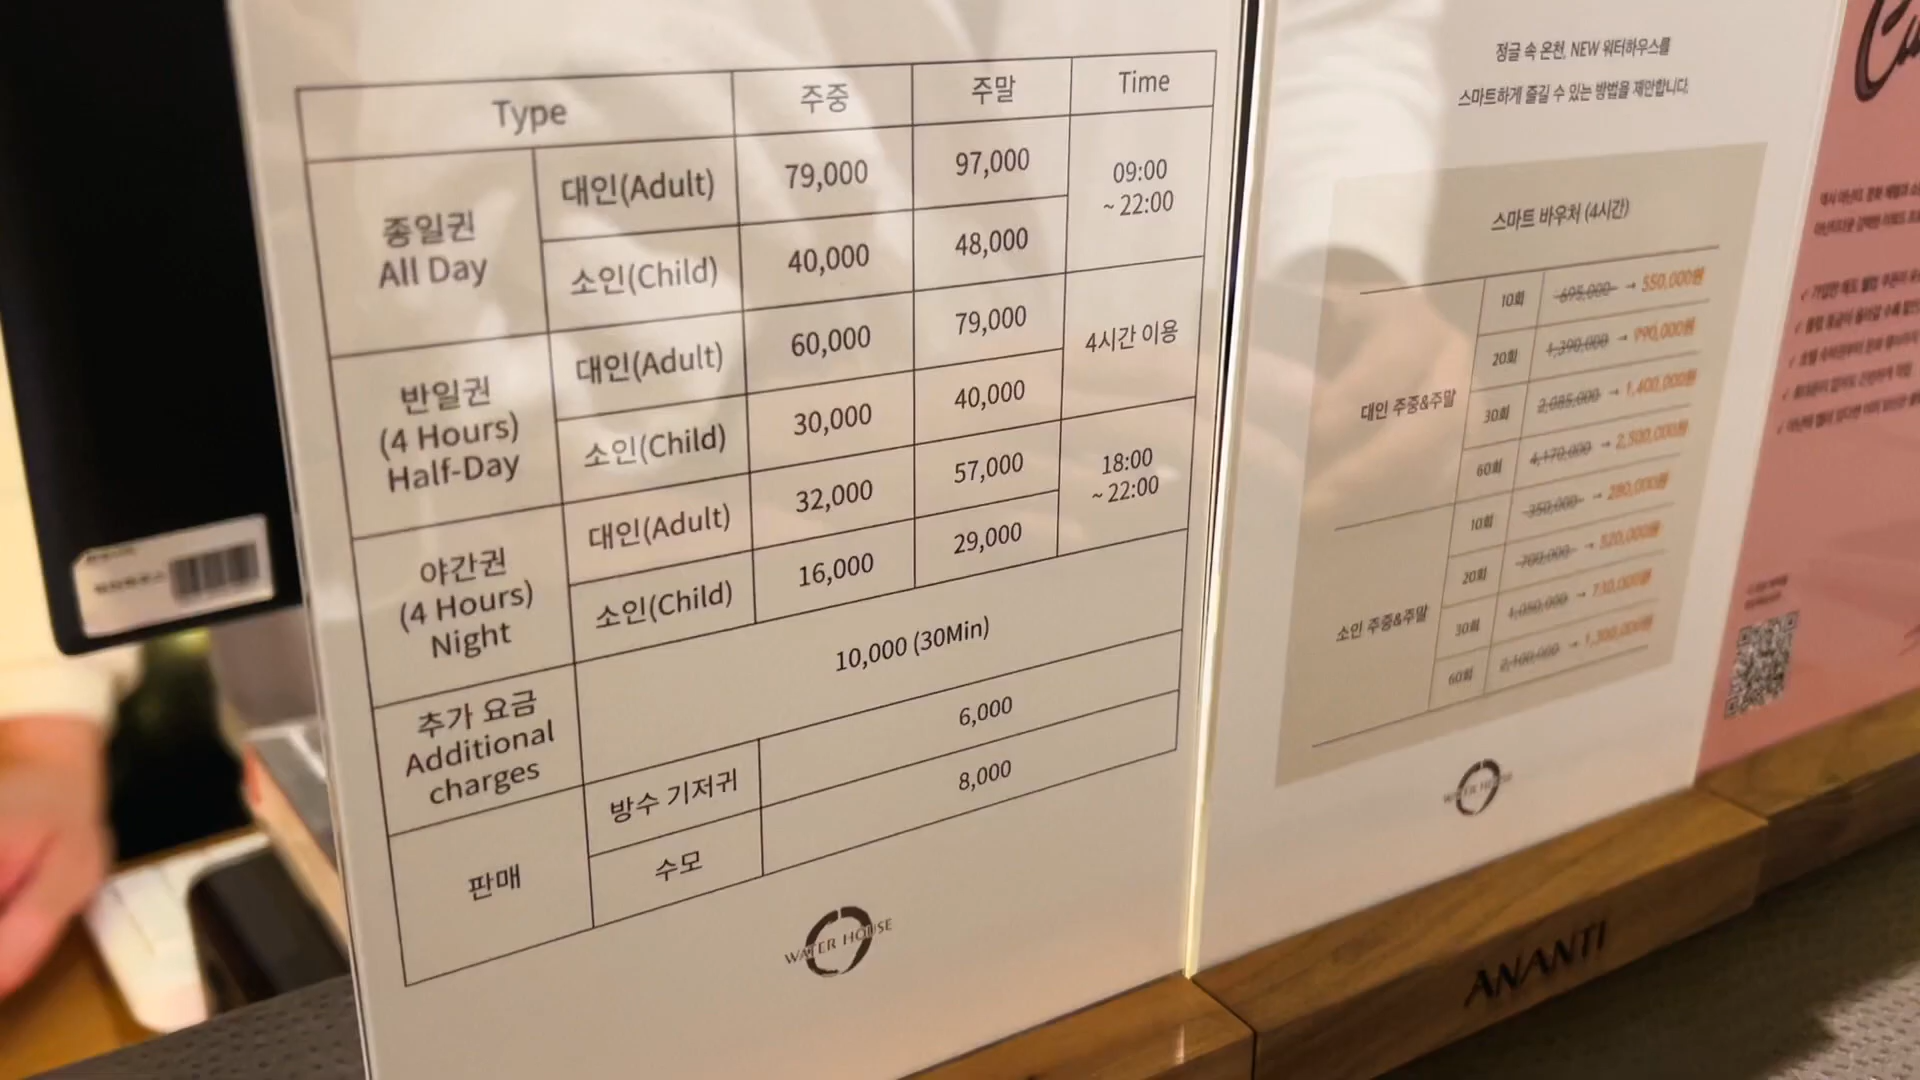 Type 주중 주말 Time
종일권
All Day
대인(Adult) 79,000 97,000
09:00
~ 22:00
소인(Child) 40,000 48,000
반일권
(4 Hours)
Half-Day
대인(Adult) 60,000 79,000
4시간 이용
소인(Child) 30,000 40,000
야간권
(4 Hours)
Night
대인(Adult) 32,000 57,000
18:00
~ 22:00
소인(Child) 16,000 29,000
추가 요금
Additional
charges
10,000 (30Min)
판매
방수 기저귀 6,000
수모 8,000
WATER HOUSE
정글 속 온천, NEW 워터하우스를
스마트하게 즐길 수 있는 방법을 제안합니다.
스마트 바우처 (4시간)
대인 주중&주말
10회 695,000 → 550,000원
20회 1,390,000 → 990,000원
30회 2,085,000 → 1,400,000원
60회 4,170,000 →
소인 주중&주말
10회 350,000 → 280,000원
20회 700,000 → 520,000원
30회 1,050,000 →
60회 2,100,000 → 1,300,000원
WATER HOUSE
ANANTI